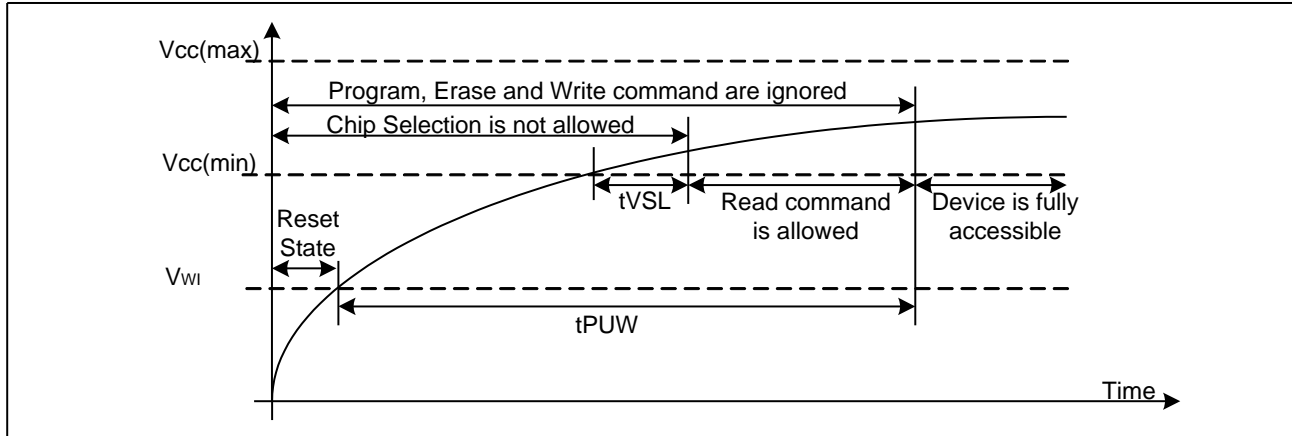 Vcc(max)
Program, Erase and Write command are ignored
Chip Selection is not allowed
Vcc(min)
tVSL
Read command
is allowed
Device is fully
accessible
Reset
State
VWI
tPUW
Time